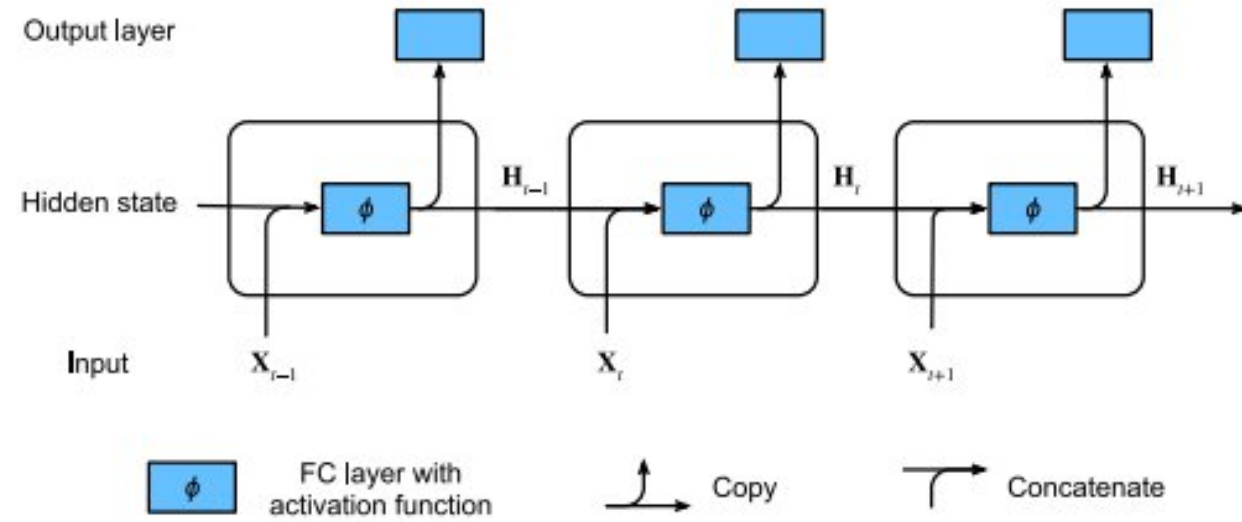 Output layer
Hidden state
ϕ
H_{t−1}
ϕ
H_t
ϕ
H_{t+1}
Input
X_{t−1}
X_t
X_{t+1}
ϕ
FC layer with
activation function
Copy
Concatenate